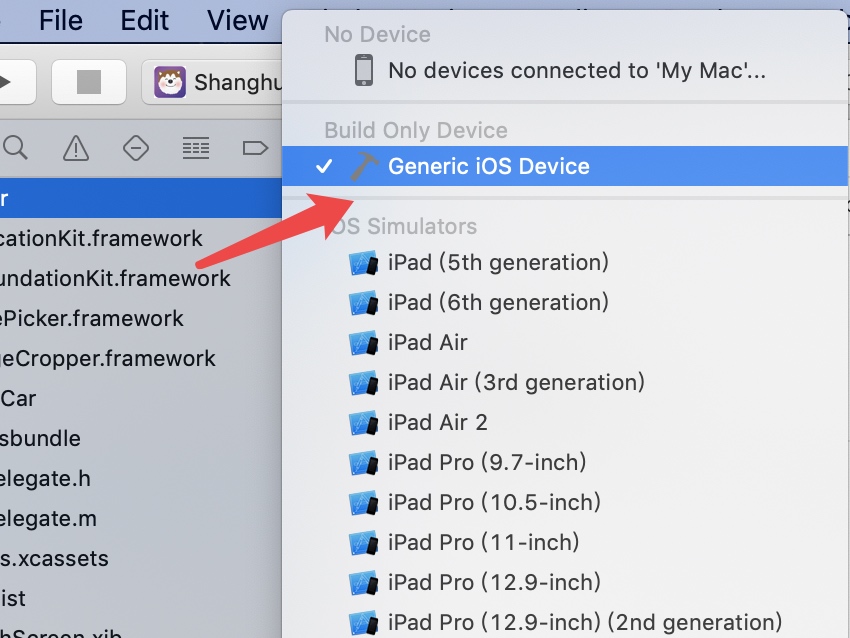 File Edit View
No Device
No devices connected to 'My Mac'...
Shanghu
Build Only Device
Generic iOS Device
r
OS Simulators
cationKit.framework
iPad (5th generation)
undationKit.framework
iPad (6th generation)
ePicker.framework
iPad Air
geCropper.framework
iPad Air (3rd generation)
Car
iPad Air 2
sbundle
iPad Pro (9.7-inch)
elegate.h
iPad Pro (10.5-inch)
elegate.m
iPad Pro (11-inch)
s.xcassets
iPad Pro (12.9-inch)
ist
iPad Pro (12.9-inch) (2nd generation)
hScreen.xib